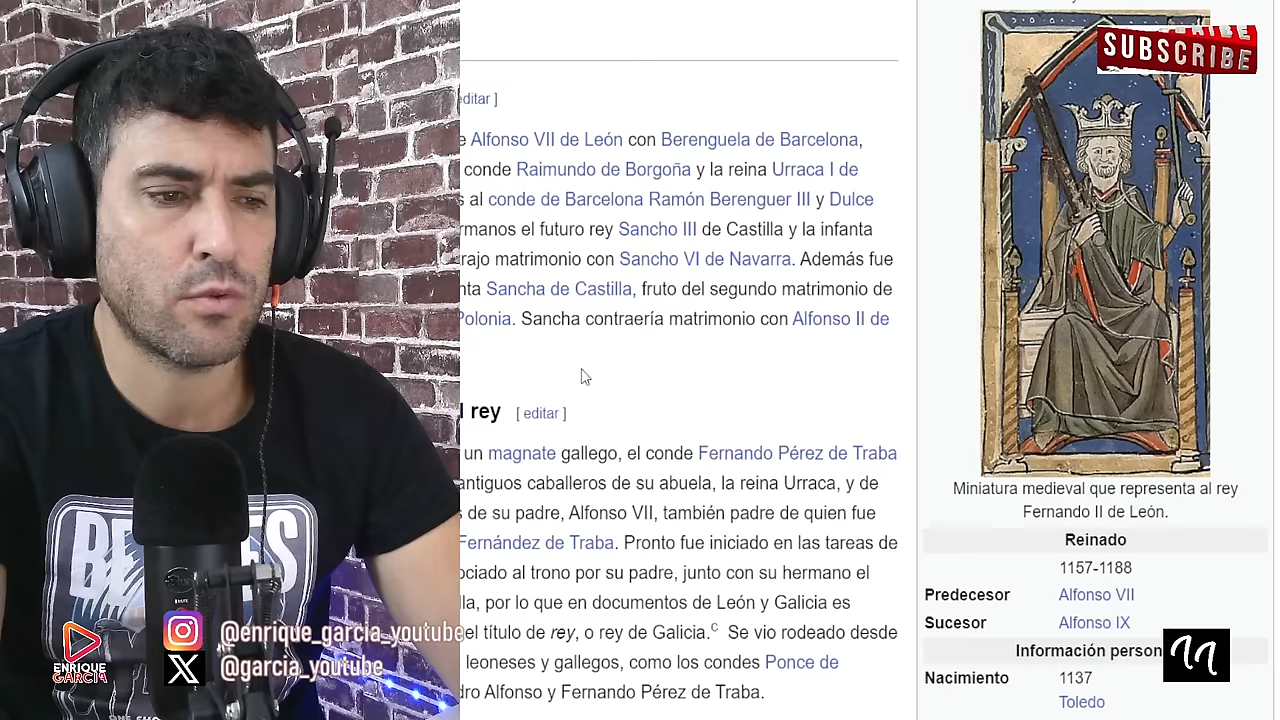 editar ]
e Alfonso VII de León con Berenguela de Barcelona,
conde Raimundo de Borgoña y la reina Urraca I de
s al conde de Barcelona Ramón Berenguer III y Dulce
rmanos el futuro rey Sancho III de Castilla y la infanta
rajo matrimonio con Sancho VI de Navarra. Además fue
nta Sancha de Castilla, fruto del segundo matrimonio de
Polonia. Sancha contraería matrimonio con Alfonso II de
l rey [ editar ]
un magnate gallego, el conde Fernando Pérez de Traba
antiguos caballeros de su abuela, la reina Urraca, y de
s de su padre, Alfonso VII, también padre de quien fue
Fernández de Traba. Pronto fue iniciado en las tareas de
ociado al trono por su padre, junto con su hermano el
lla, por lo que en documentos de León y Galicia es
el título de rey, o rey de Galicia.C Se vio rodeado desde
leoneses y gallegos, como los condes Ponce de
dro Alfonso y Fernando Pérez de Traba.
SUBSCRIBE
Miniatura medieval que representa al rey
Fernando II de León.
Reinado
1157-1188
Predecesor Alfonso VII
Sucesor Alfonso IX
Información person
Nacimiento 1137
Toledo
@enrique_garcia_youtube
@garcia_youtube
ENRIQUE
GARCIA